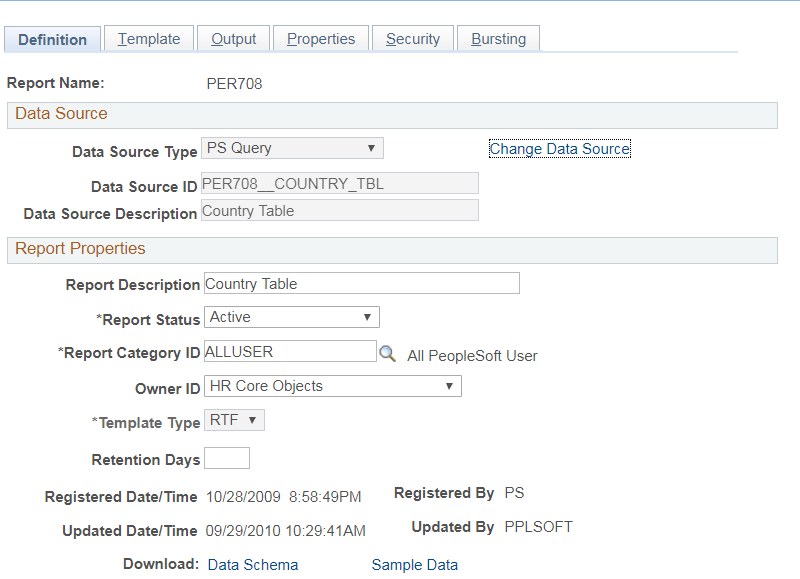 Definition Template Output Properties Security Bursting
Report Name: PER708
Data Source
Data Source Type PS Query Change Data Source
Data Source ID PER708__COUNTRY_TBL
Data Source Description Country Table
Report Properties
Report Description Country Table
*Report Status Active
*Report Category ID ALLUSER All PeopleSoft User
Owner ID HR Core Objects
*Template Type RTF
Retention Days
Registered Date/Time 10/28/2009 8:58:49PM Registered By PS
Updated Date/Time 09/29/2010 10:29:41AM Updated By PPLSOFT
Download: Data Schema Sample Data